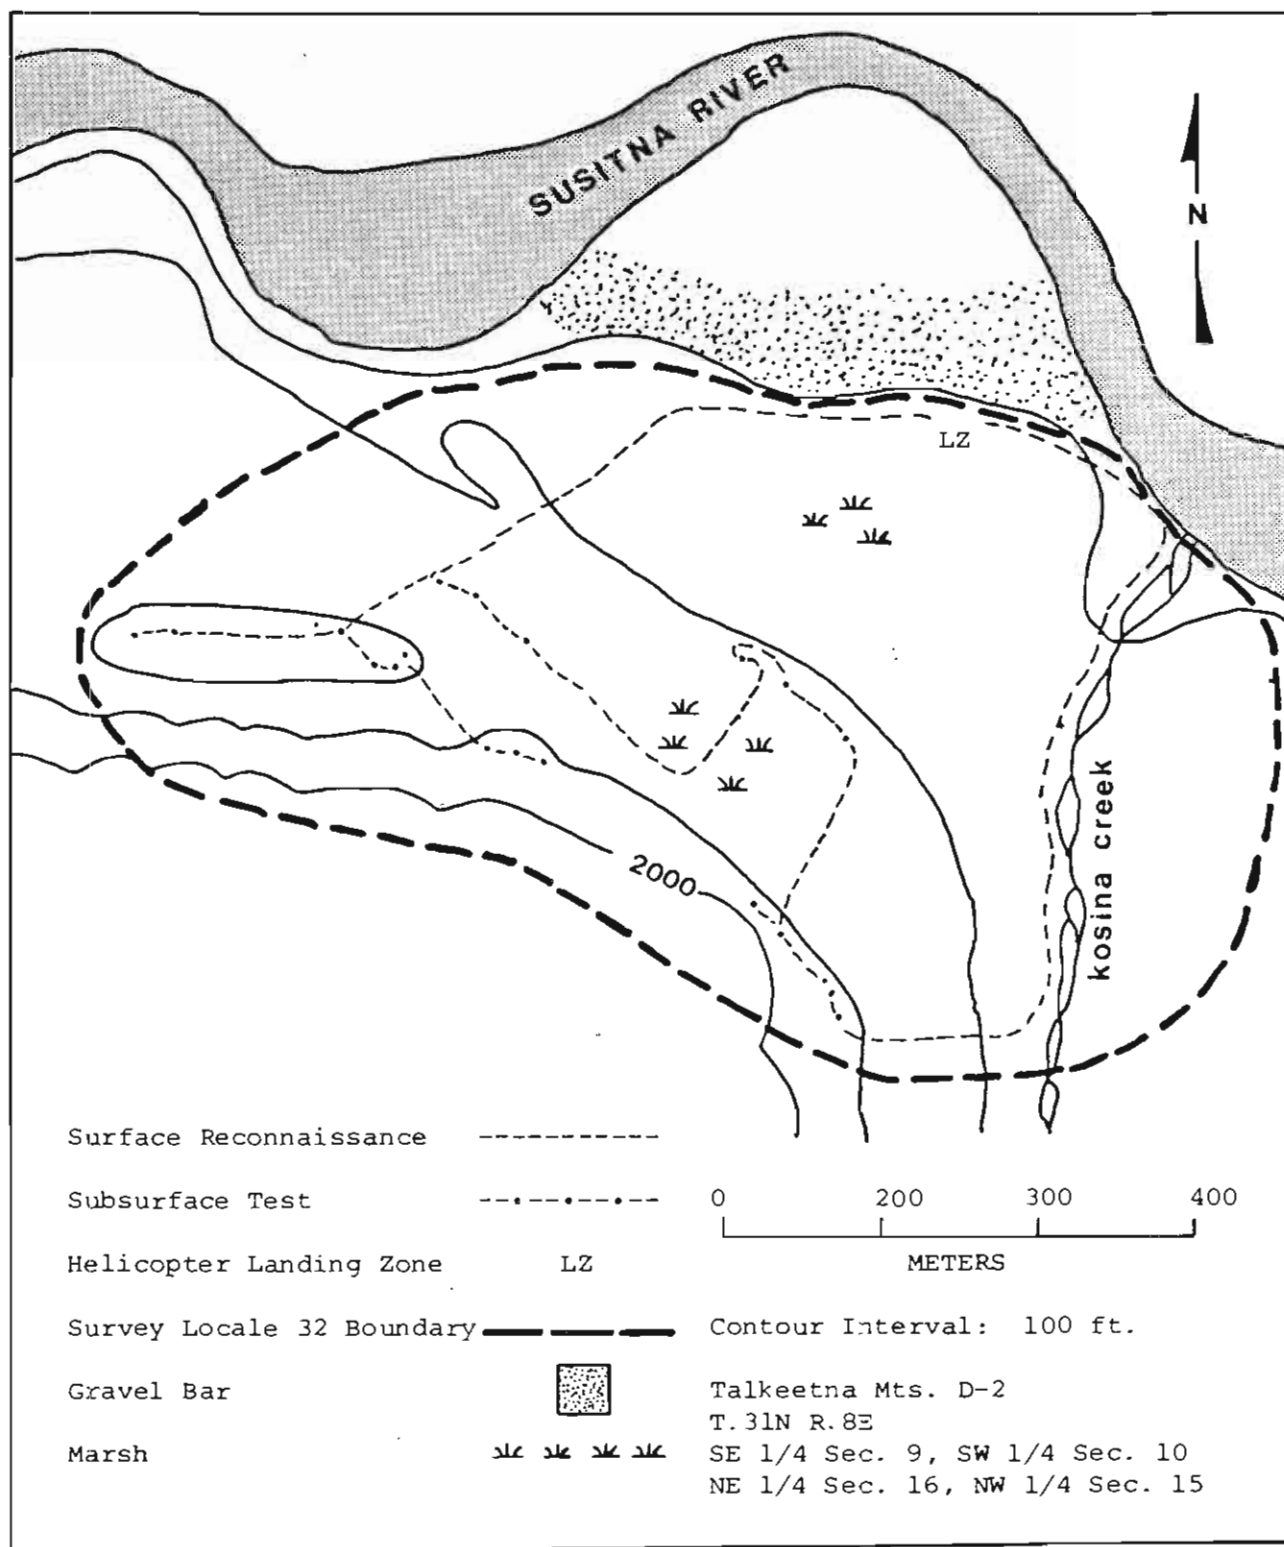 SUSITNA RIVER
N
LZ
kosina creek
2000
Surface Reconnaissance
Subsurface Test
0 200 300 400
Helicopter Landing Zone LZ
METERS
Survey Locale 32 Boundary
Contour Interval: 100 ft.
Gravel Bar
Talkeetna Mts. D-2
T.31N R.8E
Marsh
SE 1/4 Sec. 9, SW 1/4 Sec. 10
NE 1/4 Sec. 16, NW 1/4 Sec. 15